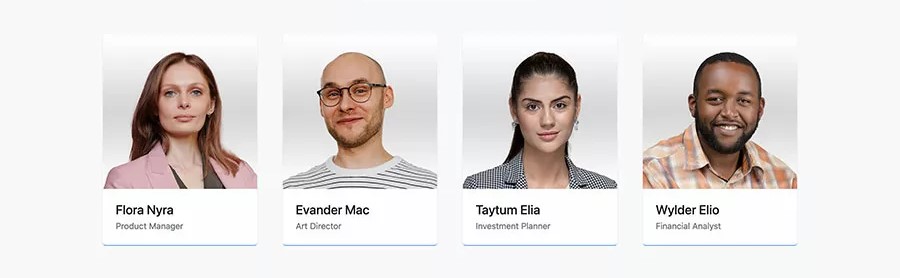 Flora Nyra
Product Manager
Evander Mac
Art Director
Taytum Elia
Investment Planner
Wylder Elio
Financial Analyst